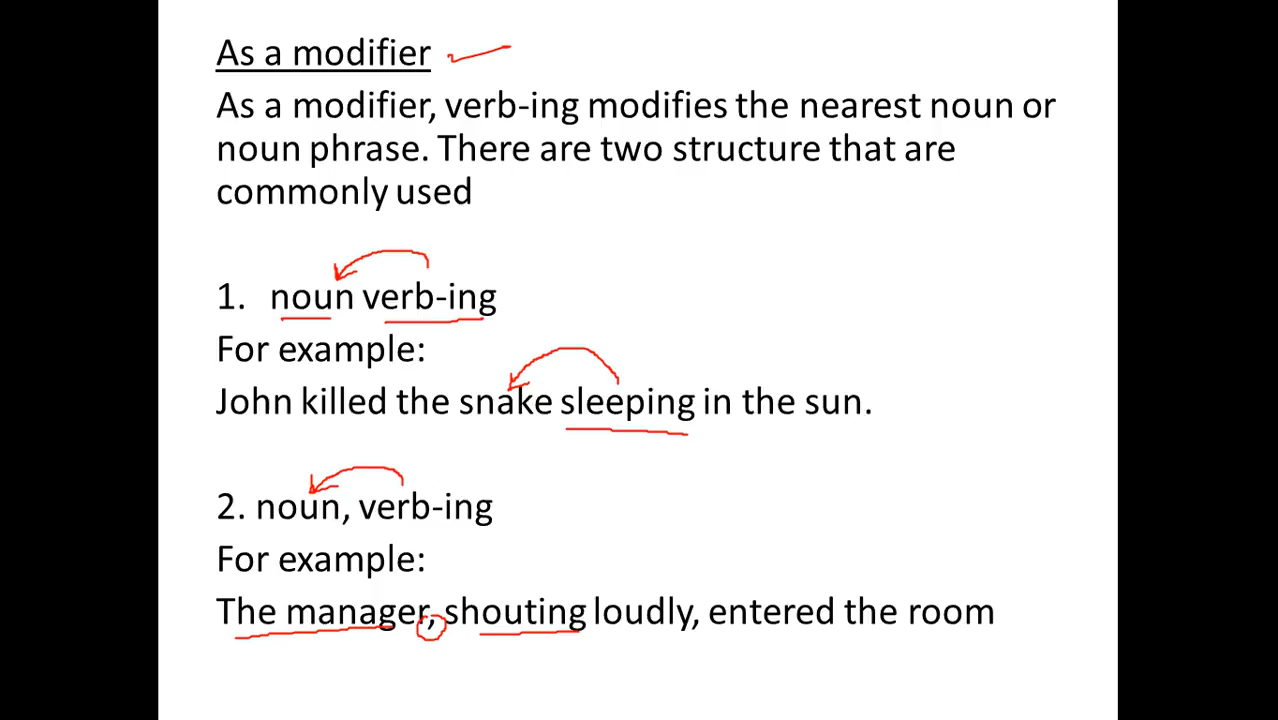 As a modifier
As a modifier, verb-ing modifies the nearest noun or
noun phrase. There are two structure that are
commonly used
1. noun verb-ing
For example:
John killed the snake sleeping in the sun.
2. noun, verb-ing
For example:
The manager, shouting loudly, entered the room